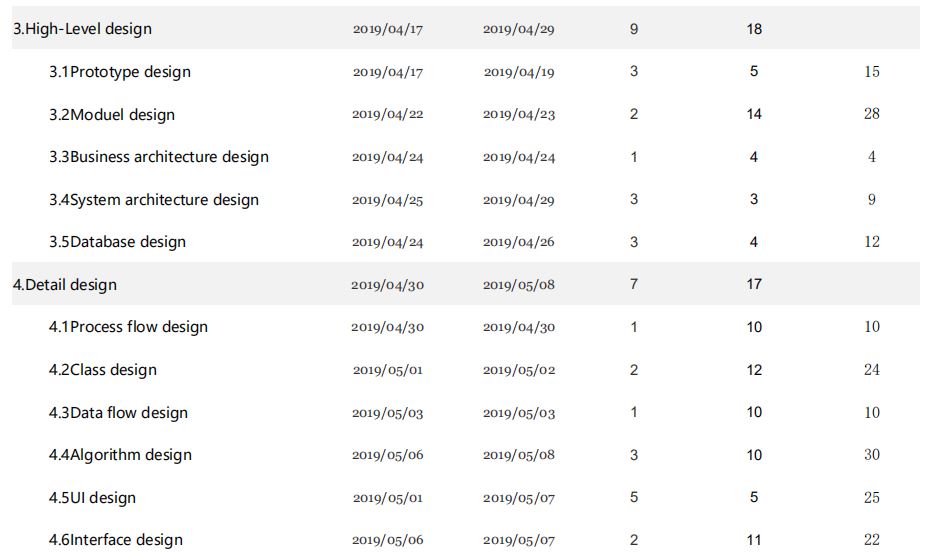 3.High-Level design 2019/04/17 2019/04/29 9 18
3.1Prototype design 2019/04/17 2019/04/19 3 5 15
3.2Moduel design 2019/04/22 2019/04/23 2 14 28
3.3Business architecture design 2019/04/24 2019/04/24 1 4 4
3.4System architecture design 2019/04/25 2019/04/29 3 3 9
3.5Database design 2019/04/24 2019/04/26 3 4 12
4.Detail design 2019/04/30 2019/05/08 7 17
4.1Process flow design 2019/04/30 2019/04/30 1 10 10
4.2Class design 2019/05/01 2019/05/02 2 12 24
4.3Data flow design 2019/05/03 2019/05/03 1 10 10
4.4Algorithm design 2019/05/06 2019/05/08 3 10 30
4.5UI design 2019/05/01 2019/05/07 5 5 25
4.6Interface design 2019/05/06 2019/05/07 2 11 22